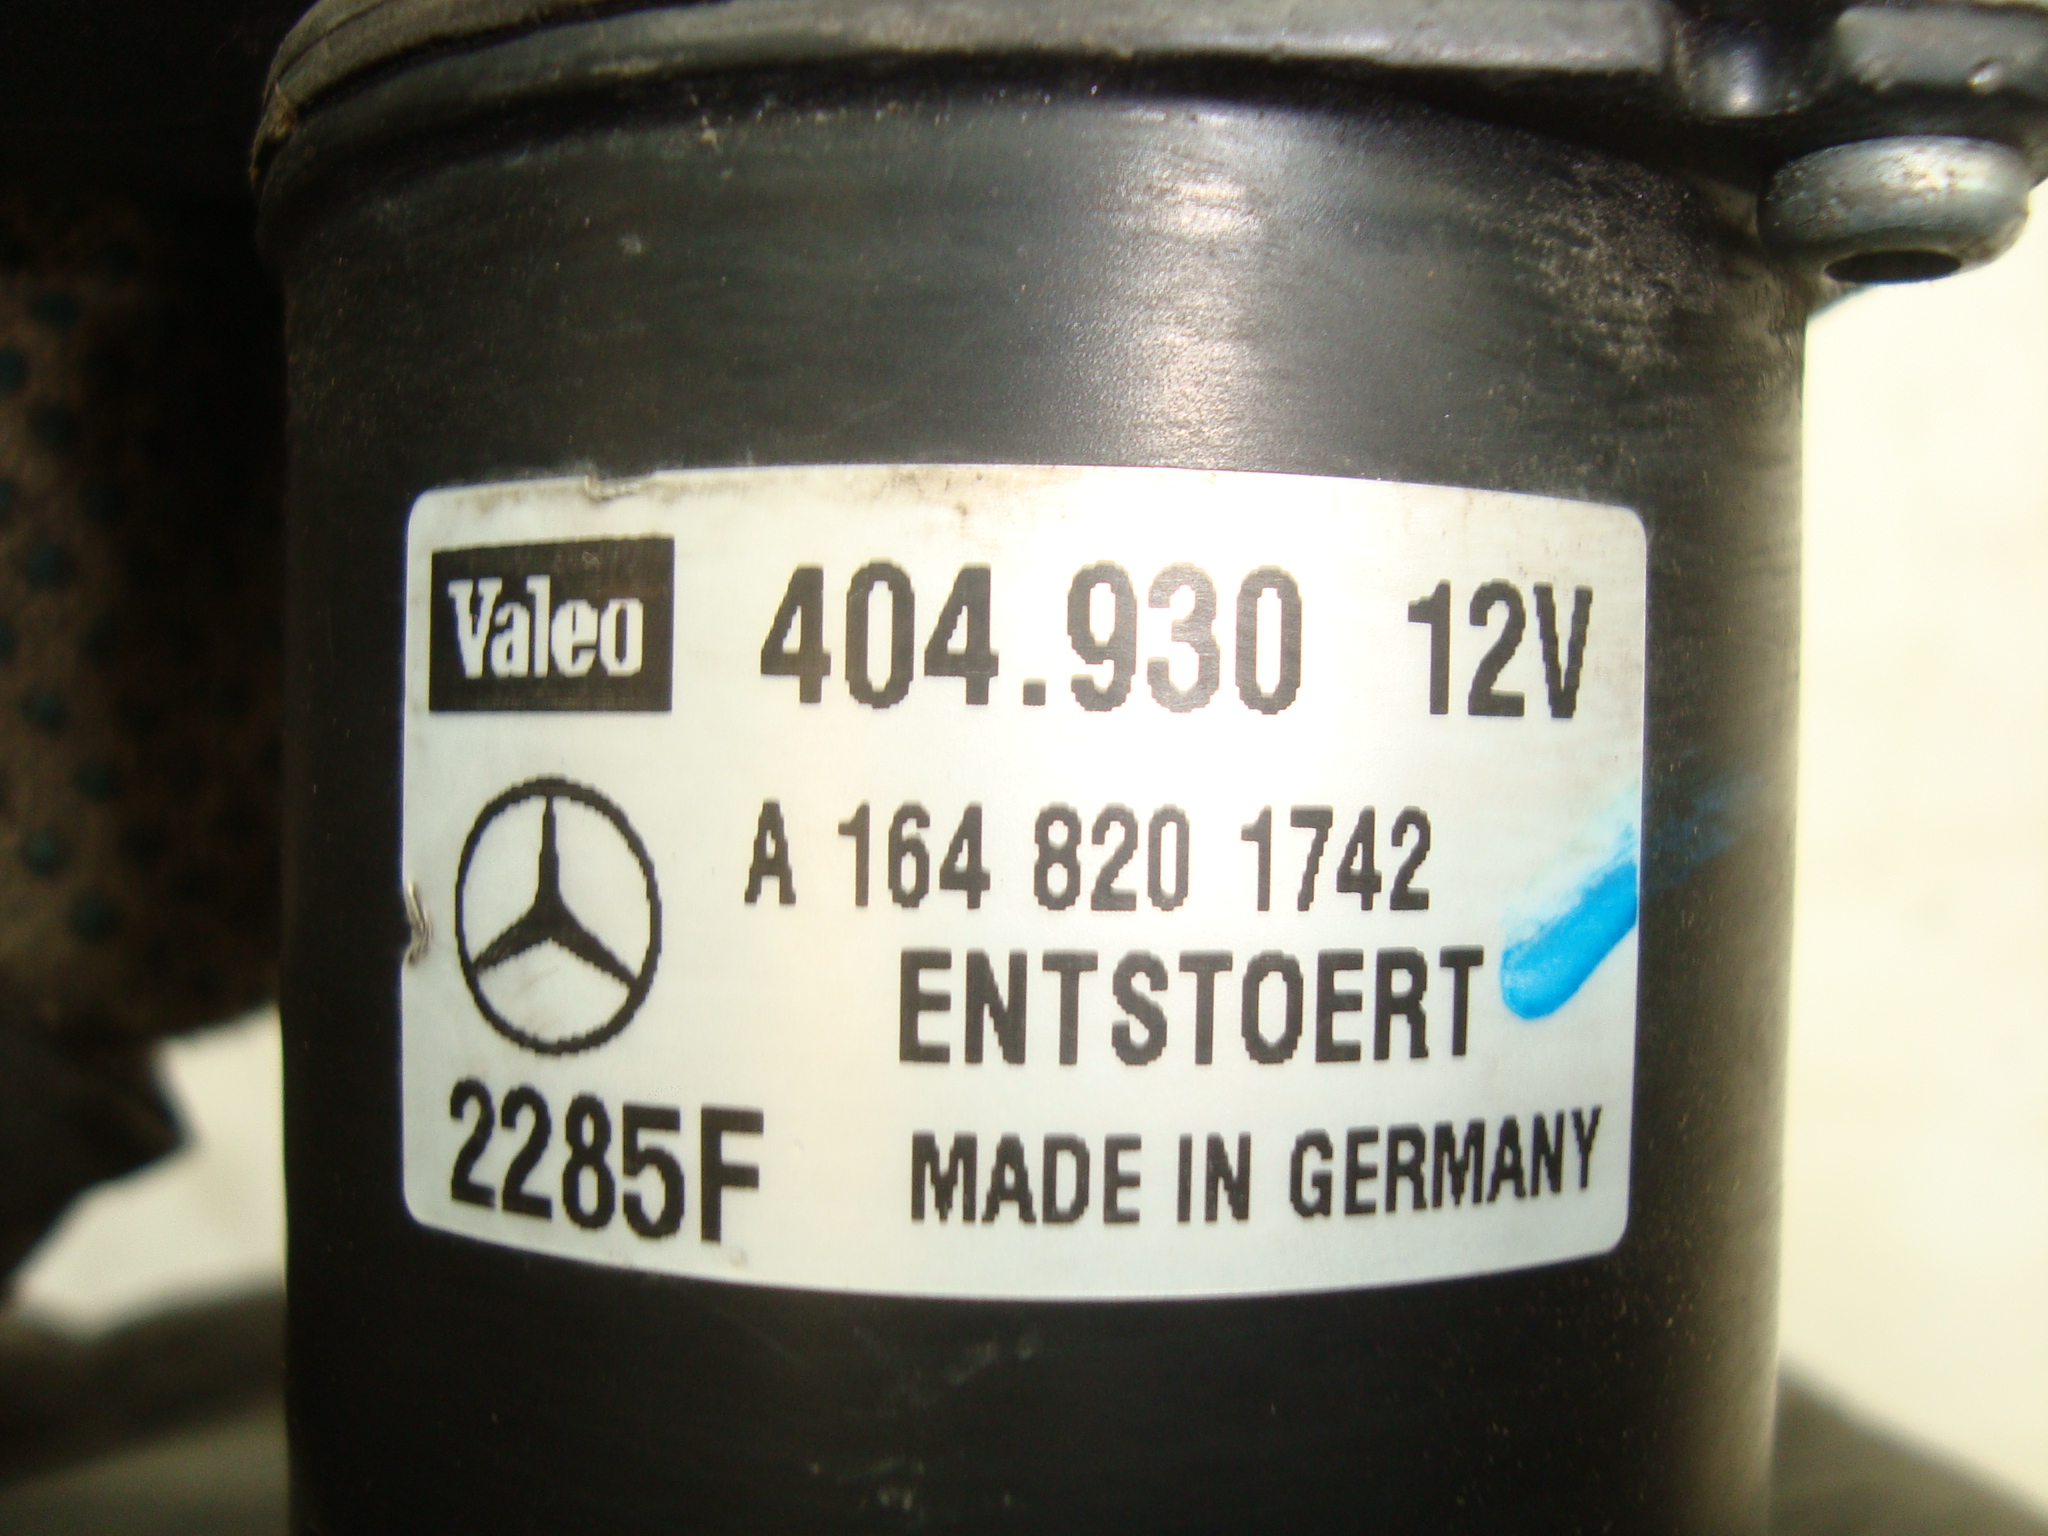 Valeo 404.930 12V
A 164 820 1742
ENTSTOERT
2285F MADE IN GERMANY